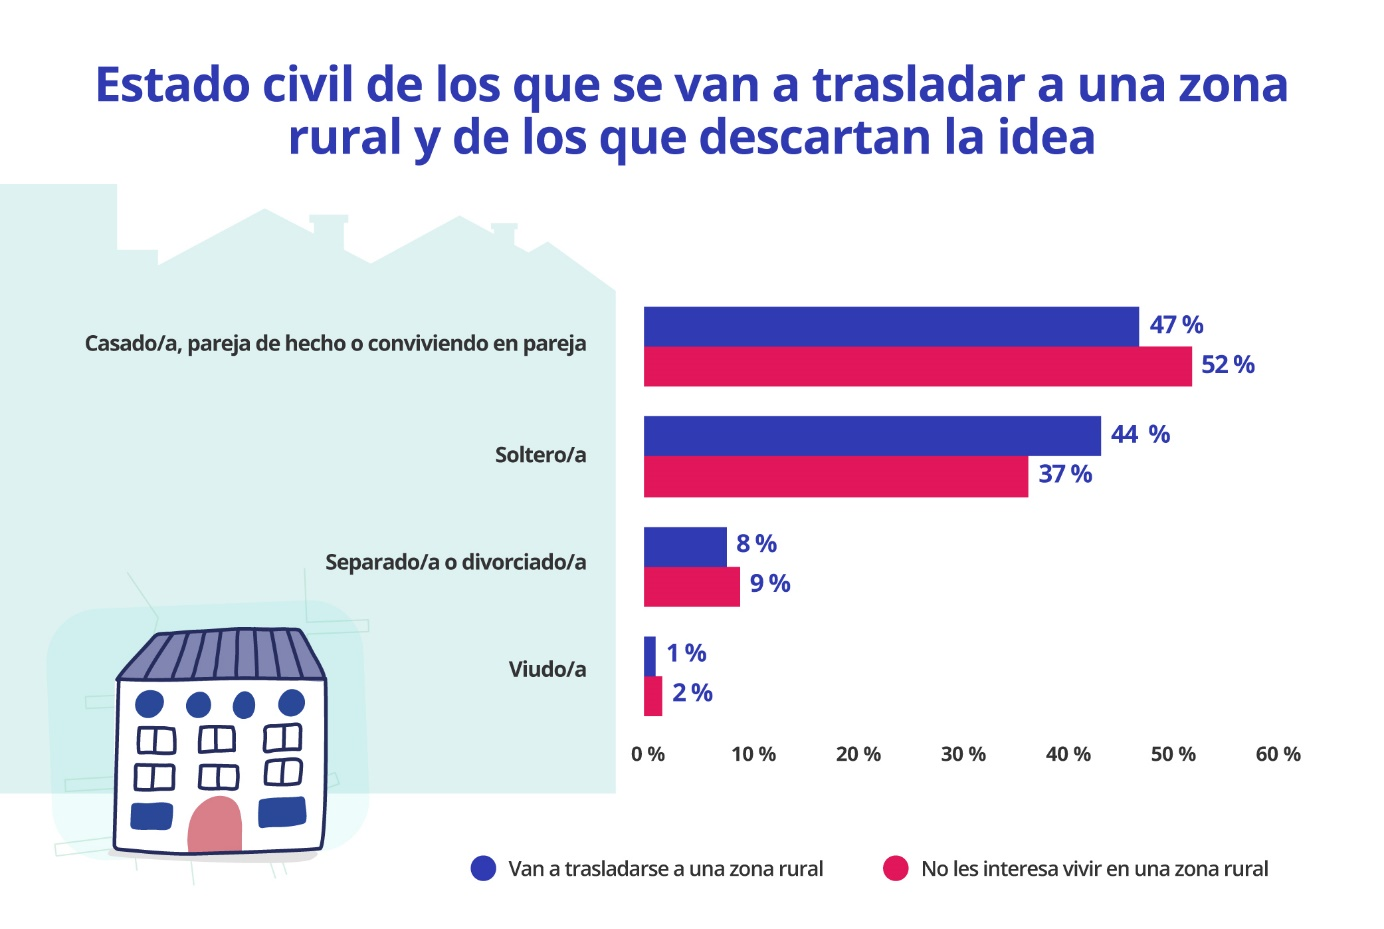 Estado civil de los que se van a trasladar a una zona
rural y de los que descartan la idea
Casado/a, pareja de hecho o conviviendo en pareja
47 %
52 %
Soltero/a
44 %
37 %
Separado/a o divorciado/a
8 %
9 %
Viudo/a
1 %
2 %
0 % 10 % 20 % 30 % 40 % 50 % 60 %
Van a trasladarse a una zona rural
No les interesa vivir en una zona rural